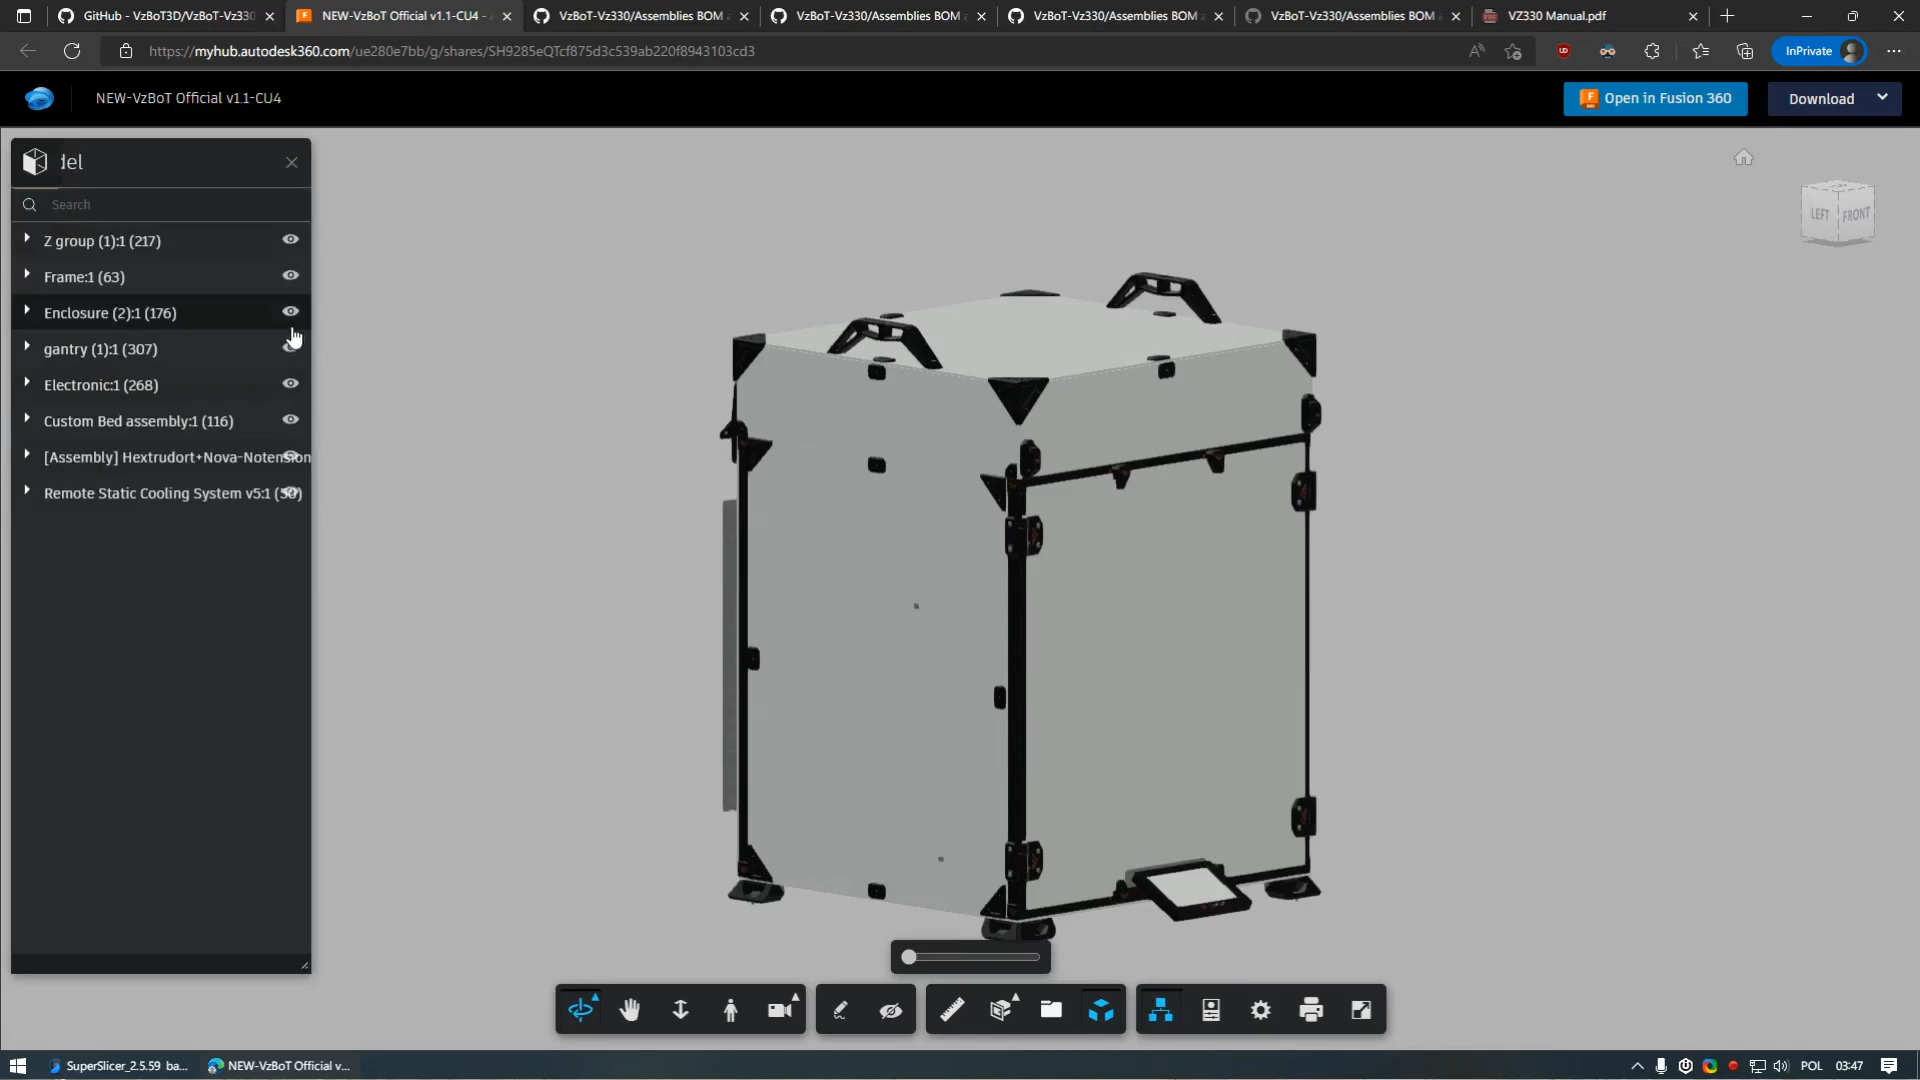 GitHub - VzBoT3D/VzBoT-Vz330
NEW-VzBoT Official v1.1-CU4 -
VzBoT-Vz330/Assemblies BOM
VzBoT-Vz330/Assemblies BOM
VzBoT-Vz330/Assemblies BOM
VzBoT-Vz330/Assemblies BOM
VZ330 Manual.pdf
https://myhub.autodesk360.com/ue280e7bb/g/shares/SH9285eQTcf875d3c539ab220f8943103cd3
InPrivate
NEW-VzBoT Official v1.1-CU4
Open in Fusion 360
Download
del
Search
Z group (1):1 (217)
Frame:1 (63)
Enclosure (2):1 (176)
gantry (1):1 (307)
Electronic:1 (268)
Custom Bed assembly:1 (116)
[Assembly] Hextrudort+Nova-Notension
Remote Static Cooling System v5:1
LEFT
FRONT
SuperSlicer_2.5.59 ba...
NEW-VzBoT Official v...
POL
03:47